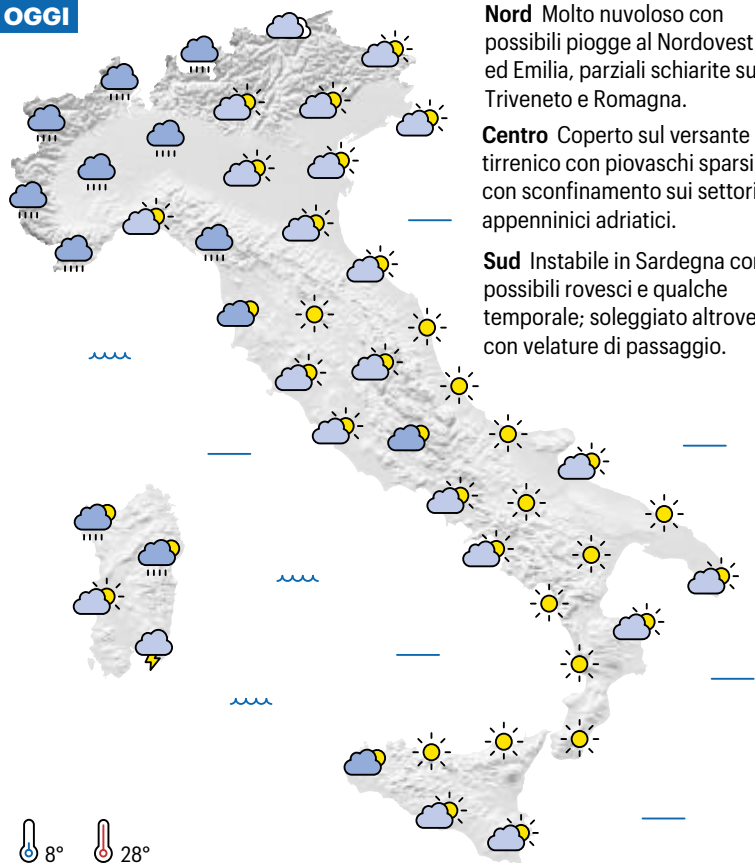 OGGI
Nord Molto nuvoloso con
possibili piogge al Nordovest
ed Emilia, parziali schiarite su
Triveneto e Romagna.
Centro Coperto sul versante
tirrenico con piovaschi sparsi
con sconfinamento sui settori
appenninici adriatici.
Sud Instabile in Sardegna con
possibili rovesci e qualche
temporale; soleggiato altrove
con velature di passaggio.
8° 28°